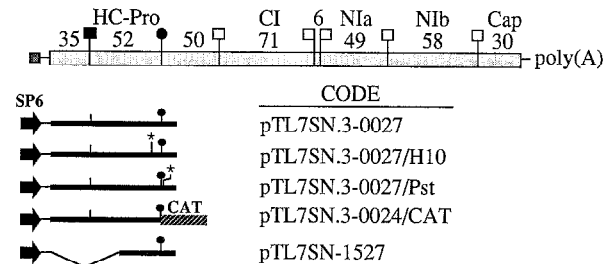 HC-Pro CI 6 NIa NIb Cap
35 52 50 71 49 58 30
poly(A)
SP6 CODE
pTL7SN.3-0027
* pTL7SN.3-0027/H10
* pTL7SN.3-0027/Pst
CAT pTL7SN.3-0024/CAT
pTL7SN-1527